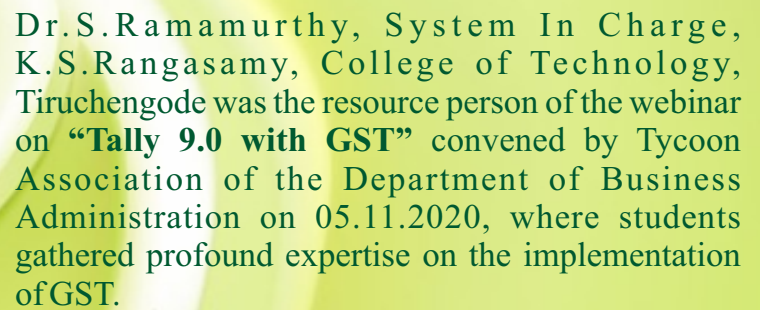 Dr.S.Ramamurthy, System In Charge,
K.S.Rangasamy, College of Technology,
Tiruchengode was the resource person of the webinar
on “Tally 9.0 with GST” convened by Tycoon
Association of the Department of Business
Administration on 05.11.2020, where students
gathered profound expertise on the implementation
of GST.